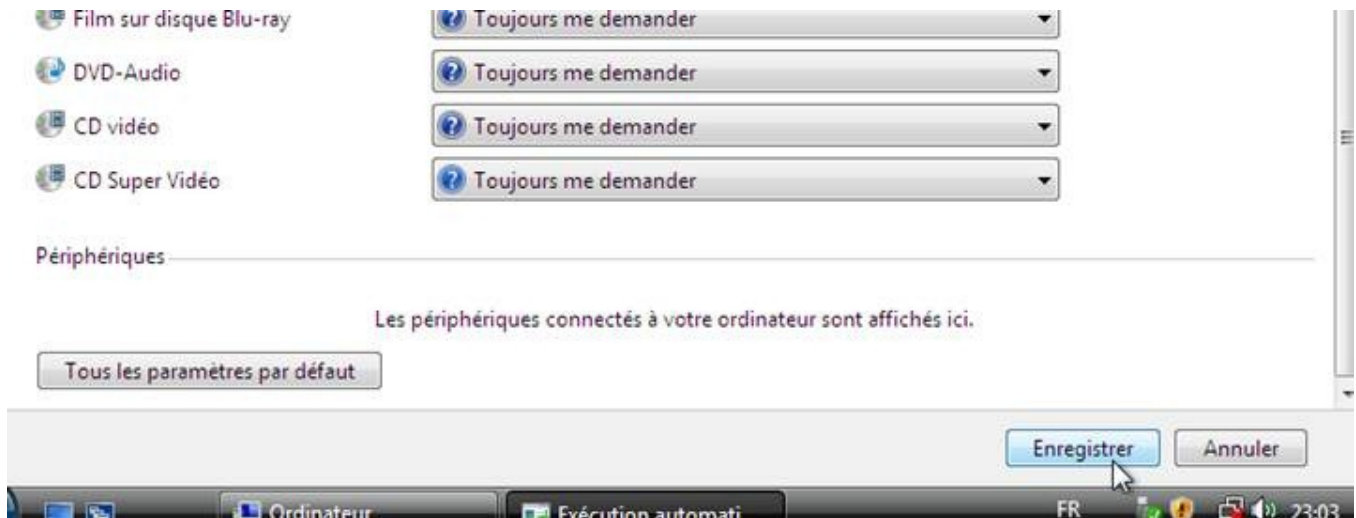 Film sur disque Blu-ray Toujours me demander
DVD-Audio Toujours me demander
CD vidéo Toujours me demander
CD Super Vidéo Toujours me demander
Périphériques
Les périphériques connectés à votre ordinateur sont affichés ici.
Tous les paramètres par défaut
Enregistrer Annuler
Ordinateur Exécution automati... FR 23:03